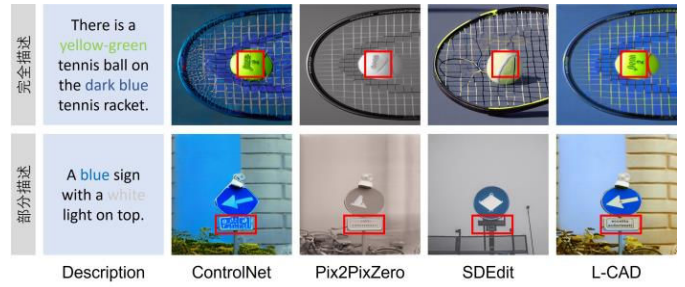 完全描述
There is a
yellow-green
tennis ball on
the dark blue
tennis racket.
部分描述
A blue sign
with a white
light on top.
Description
ControlNet
Pix2PixZero
SDEdit
L-CAD